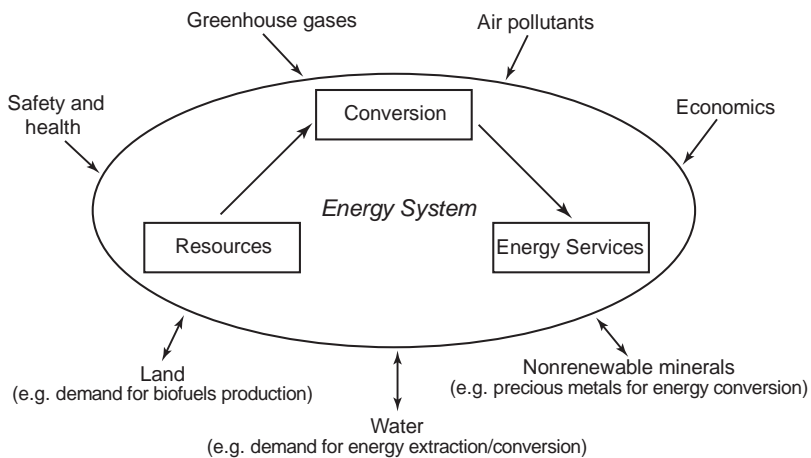 Greenhouse gases
Air pollutants
Safety and
health
Economics
Conversion
Energy System
Resources
Energy Services
Land
(e.g. demand for biofuels production)
Nonrenewable minerals
(e.g. precious metals for energy conversion)
Water
(e.g. demand for energy extraction/conversion)